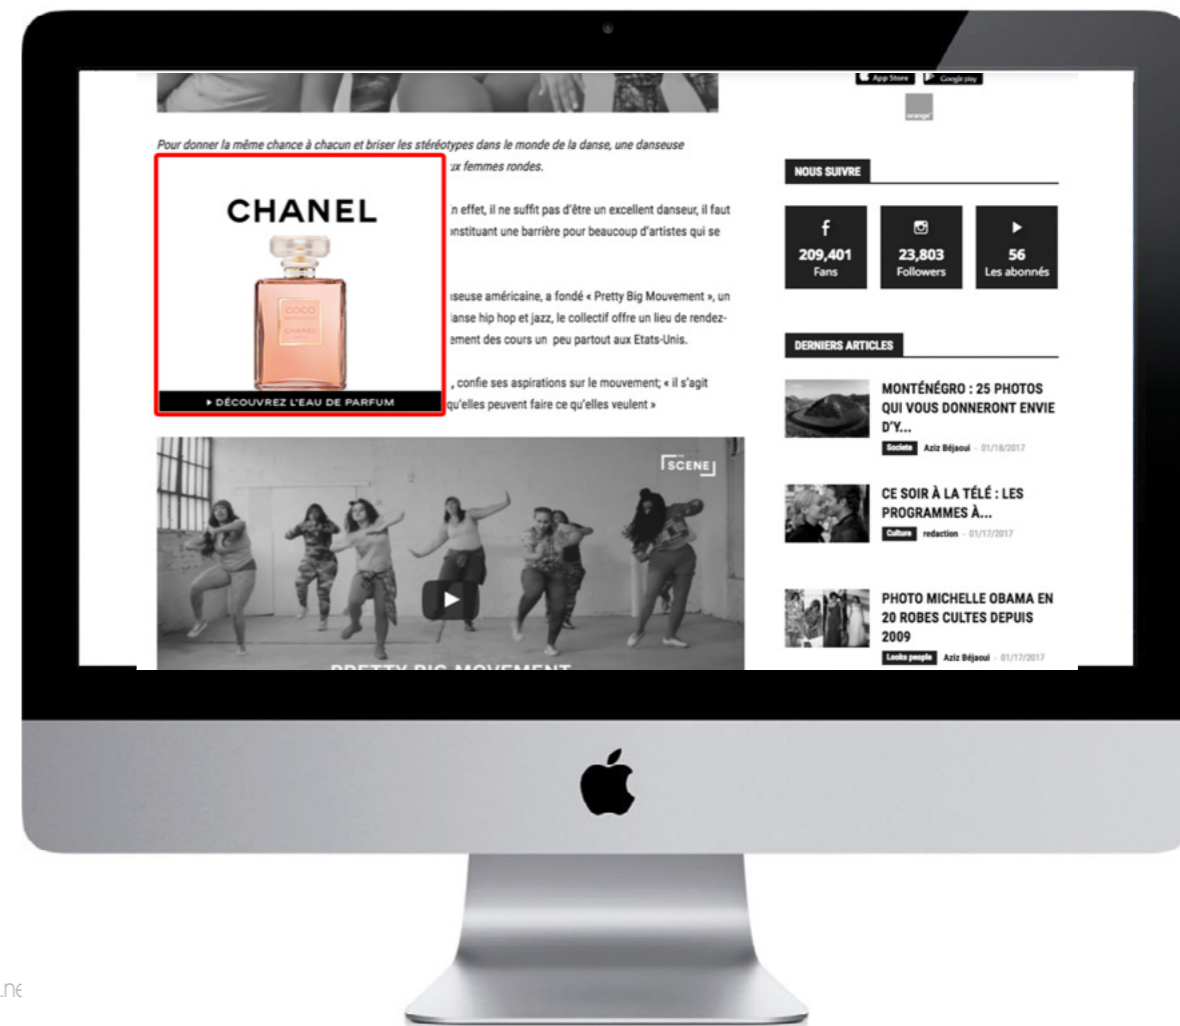 App Store Google play
orange
Pour donner la même chance à chacun et briser les stéréotypes dans le monde de la danse, une danseuse
femmes rondes.
CHANEL
effet, il ne suffit pas d'être un excellent danseur, il faut
une barrière pour beaucoup d'artistes qui se
COCO
CHANEL
américaine, a fondé « Pretty Big Mouvement », un
hip hop et jazz, le collectif offre un lieu de rendez-
des cours un peu partout aux Etats-Unis.
, confie ses aspirations sur le mouvement; « il s'agit
qu'elles peuvent faire ce qu'elles veulent »
DÉCOUVREZ L'EAU DE PARFUM
SCENE
PRETTY BIG MOVEMENT
NOUS SUIVRE
209,401
Fans
23,803
Followers
56
Les abonnés
DERNIERS ARTICLES
MONTÉNÉGRO : 25 PHOTOS
QUI VOUS DONNERONT ENVIE
D'Y...
Societe Aziz Béjaoui - 01/18/2017
CE SOIR À LA TÉLÉ : LES
PROGRAMMES À...
Culture redaction - 01/17/2017
PHOTO MICHELLE OBAMA EN
20 ROBES CULTES DEPUIS
2009
Looks people Aziz Béjaoui - 01/17/2017
.ne